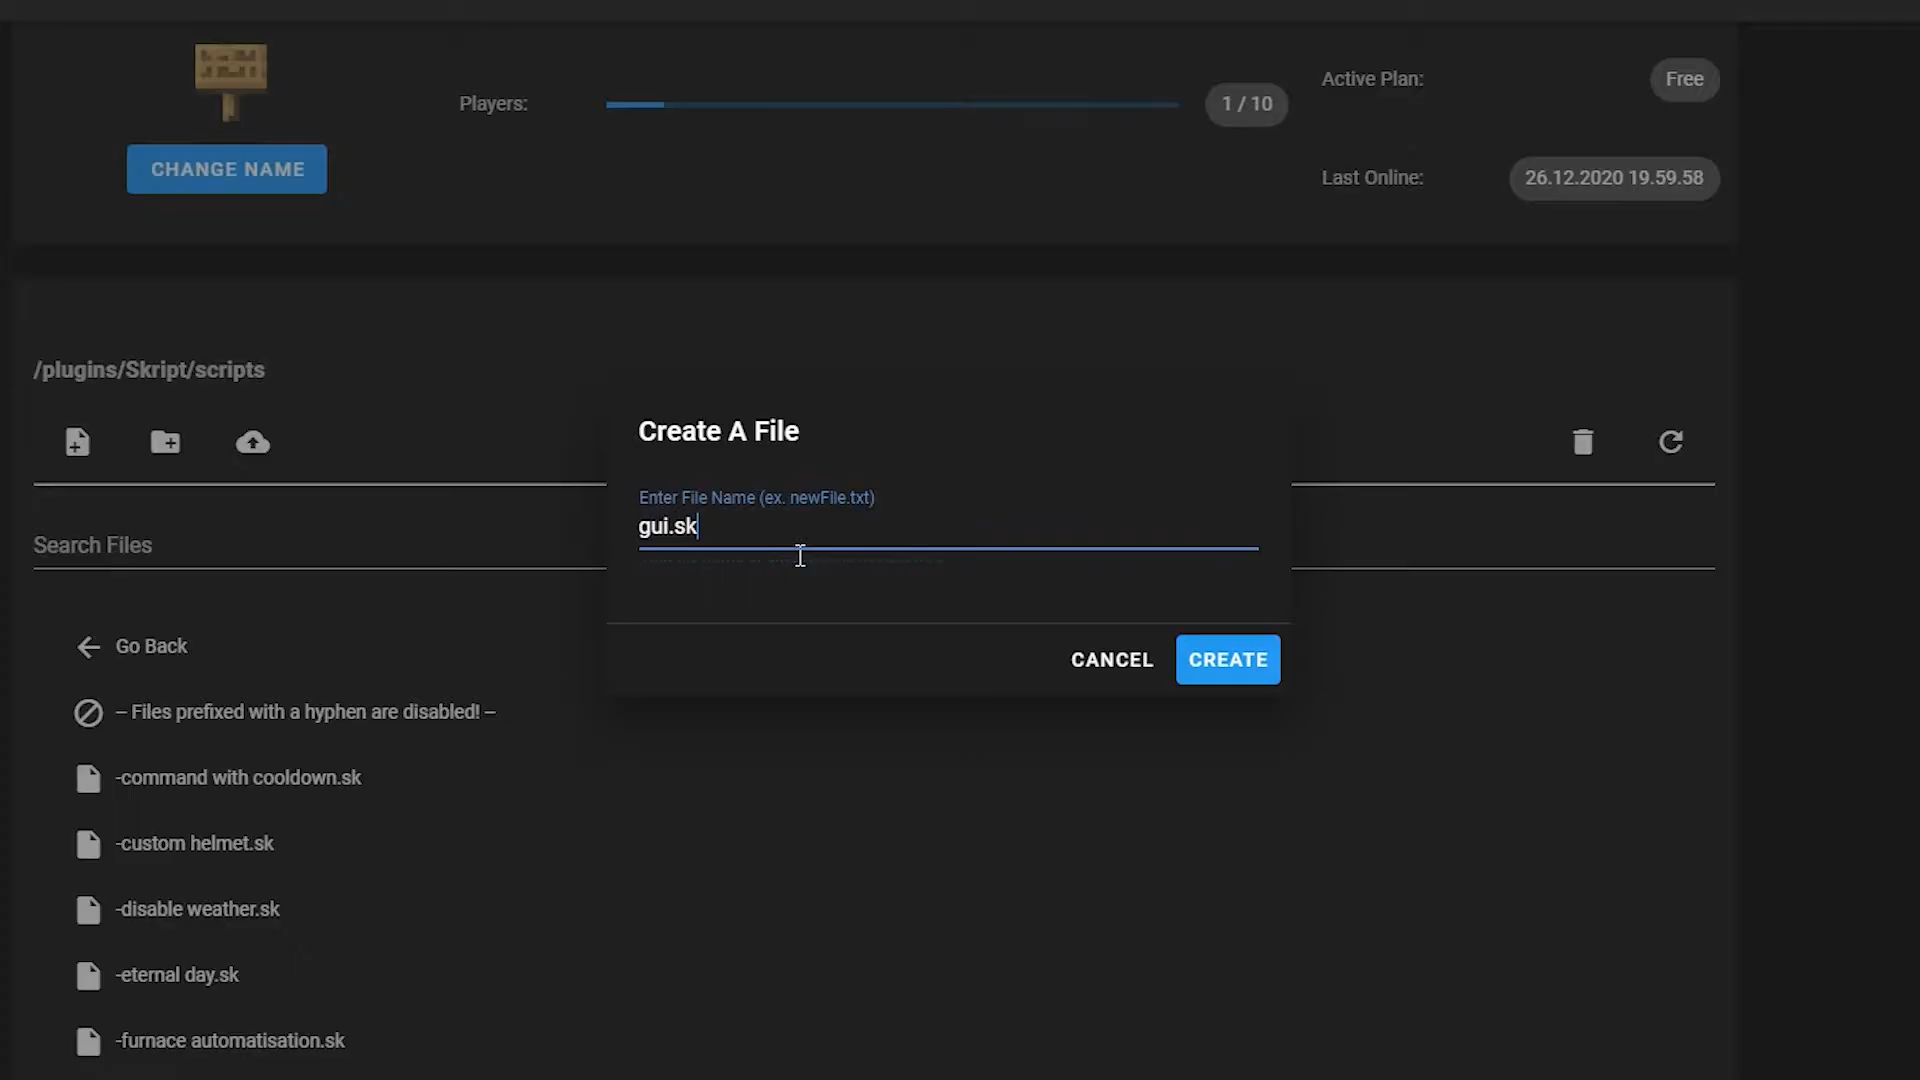 Players:
1 / 10
Active Plan:
Free
CHANGE NAME
Last Online:
26.12.2020 19.59.58
/plugins/Skript/scripts
Create A File
Enter File Name (ex. newFile.txt)
gui.sk
Search Files
CANCEL
CREATE
Go Back
– Files prefixed with a hyphen are disabled! –
-command with cooldown.sk
-custom helmet.sk
-disable weather.sk
-eternal day.sk
-furnace automatisation.sk